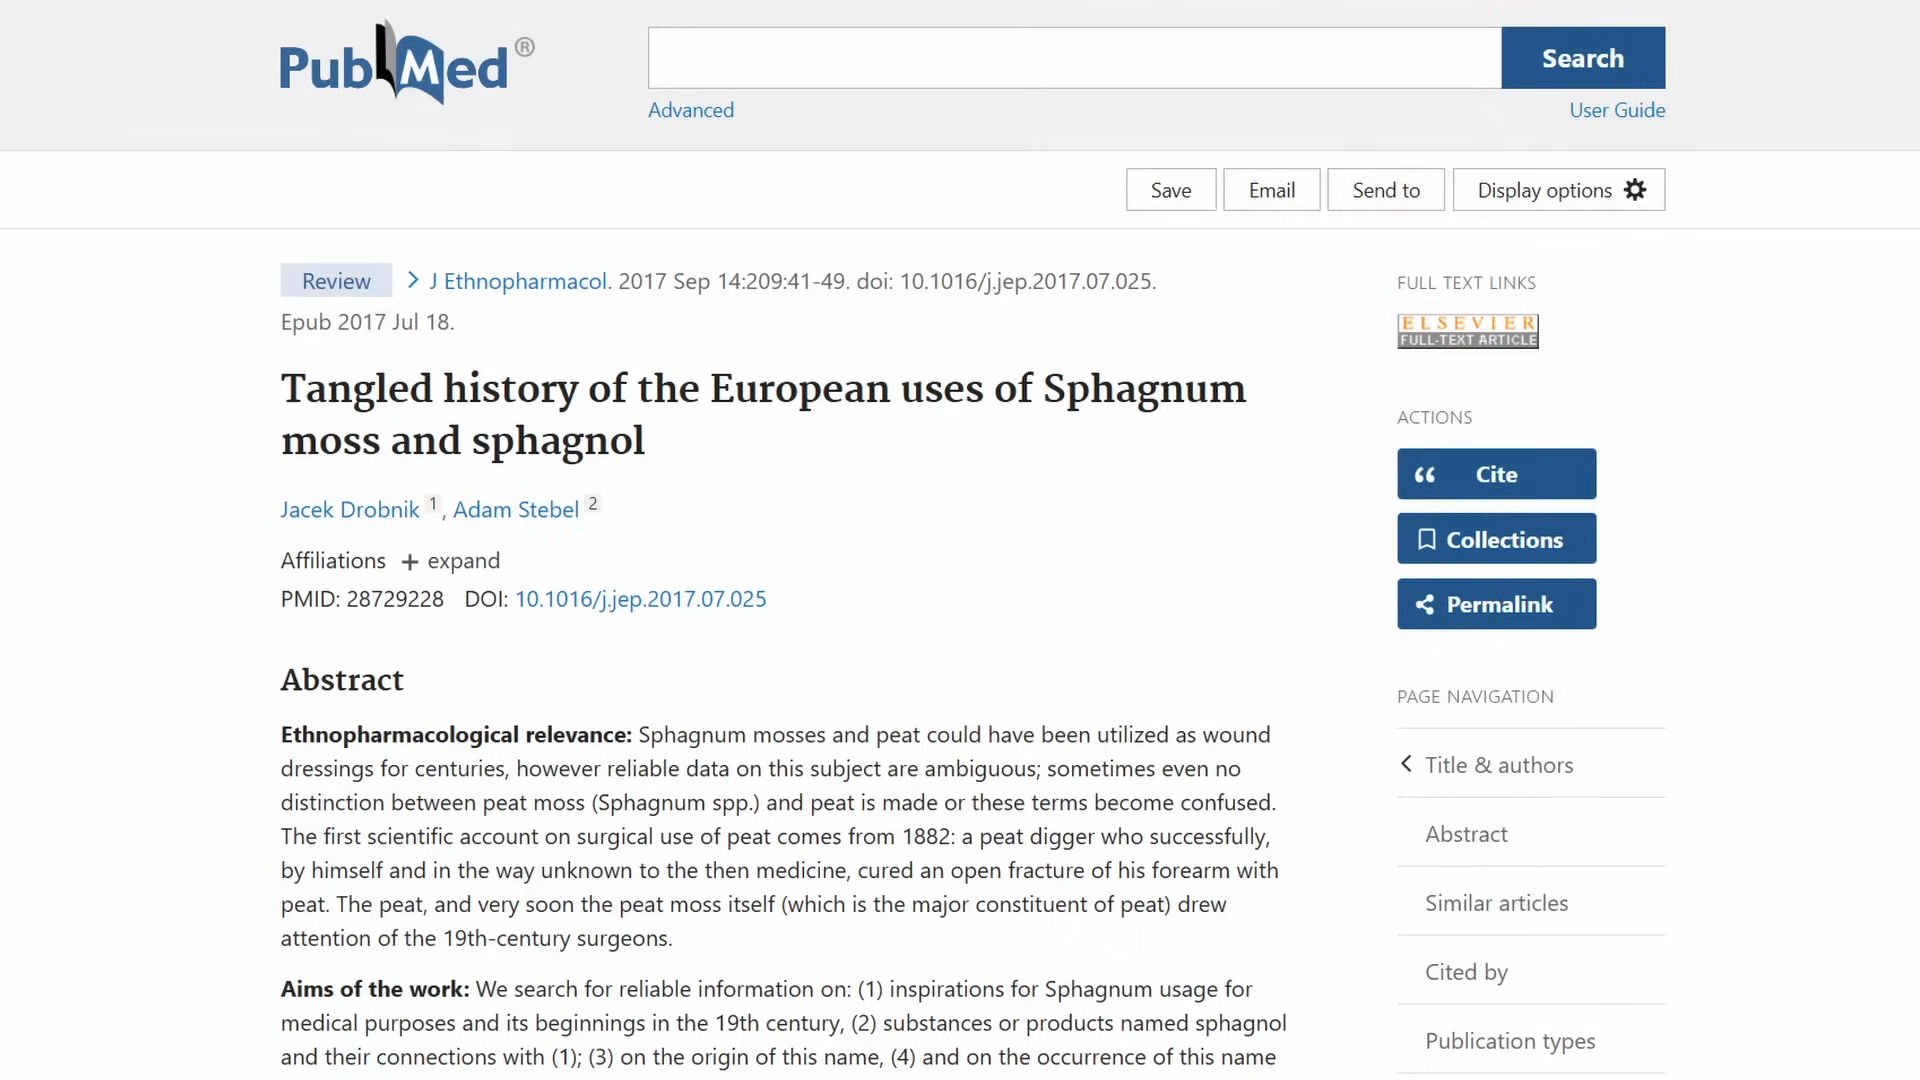 PubMed®
Search
Advanced
User Guide
Save
Email
Send to
Display options
Review
J Ethnopharmacol. 2017 Sep 14:209:41-49. doi: 10.1016/j.jep.2017.07.025.
Epub 2017 Jul 18.
Tangled history of the European uses of Sphagnum
moss and sphagnol
Jacek Drobnik 1, Adam Stebel 2
Affiliations + expand
PMID: 28729228 DOI: 10.1016/j.jep.2017.07.025
Abstract
Ethnopharmacological relevance: Sphagnum mosses and peat could have been utilized as wound
dressings for centuries, however reliable data on this subject are ambiguous; sometimes even no
distinction between peat moss (Sphagnum spp.) and peat is made or these terms become confused.
The first scientific account on surgical use of peat comes from 1882: a peat digger who successfully,
by himself and in the way unknown to the then medicine, cured an open fracture of his forearm with
peat. The peat, and very soon the peat moss itself (which is the major constituent of peat) drew
attention of the 19th-century surgeons.
Aims of the work: We search for reliable information on: (1) inspirations for Sphagnum usage for
medical purposes and its beginnings in the 19th century, (2) substances or products named sphagnol
and their connections with (1); (3) on the origin of this name, (4) and on the occurrence of this name
FULL TEXT LINKS
ELSEVIER
FULL-TEXT ARTICLE
ACTIONS
Cite
Collections
Permalink
PAGE NAVIGATION
Title & authors
Abstract
Similar articles
Cited by
Publication types